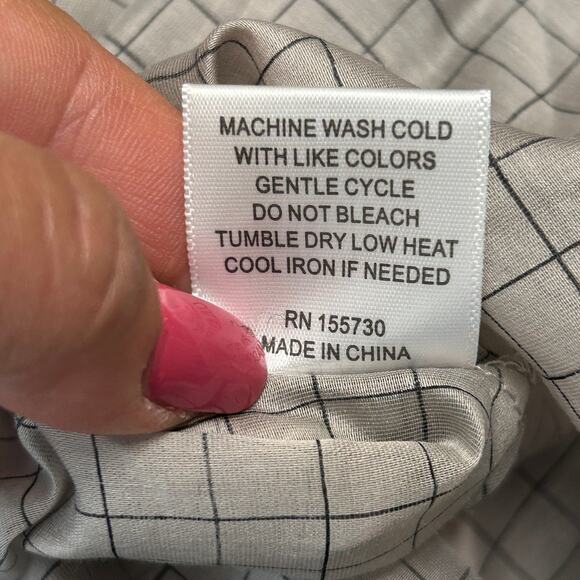 MACHINE WASH COLD
WITH LIKE COLORS
GENTLE CYCLE
DO NOT BLEACH
TUMBLE DRY LOW HEAT
COOL IRON IF NEEDED
RN 155730
MADE IN CHINA